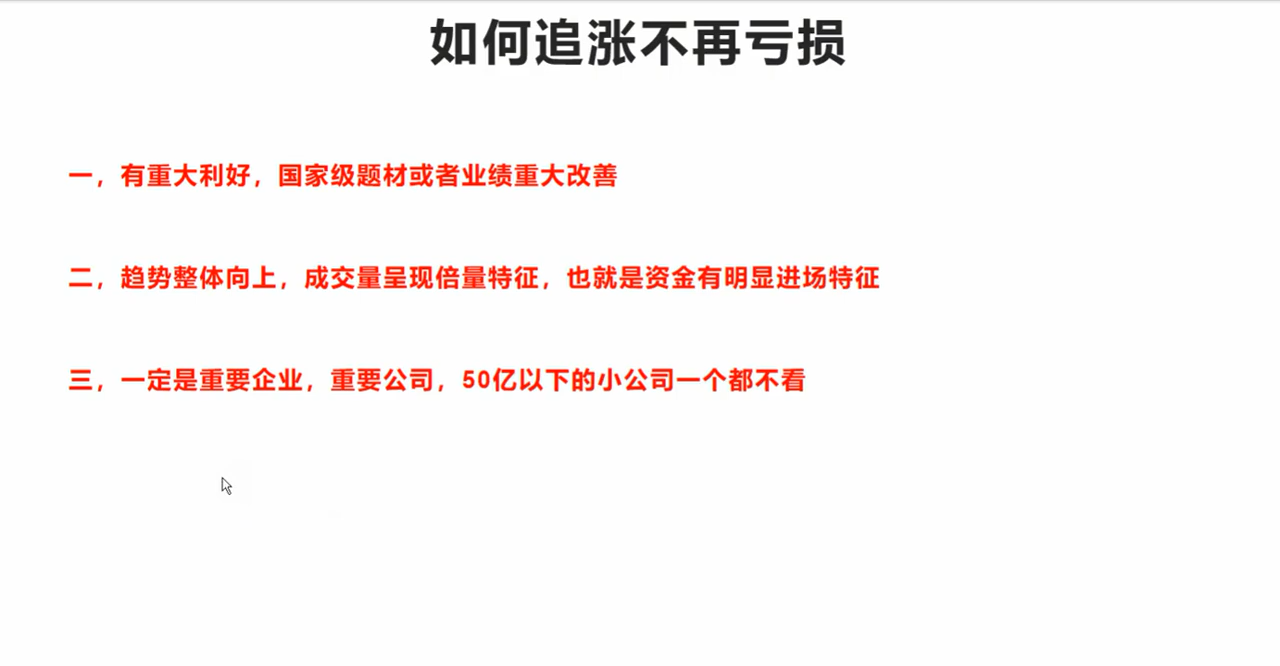 如何追涨不再亏损
一，有重大利好，国家级题材或者业绩重大改善
二，趋势整体向上，成交量呈现倍量特征，也就是资金有明显进场特征
三，一定是重要企业，重要公司，50亿以下的小公司一个都不看